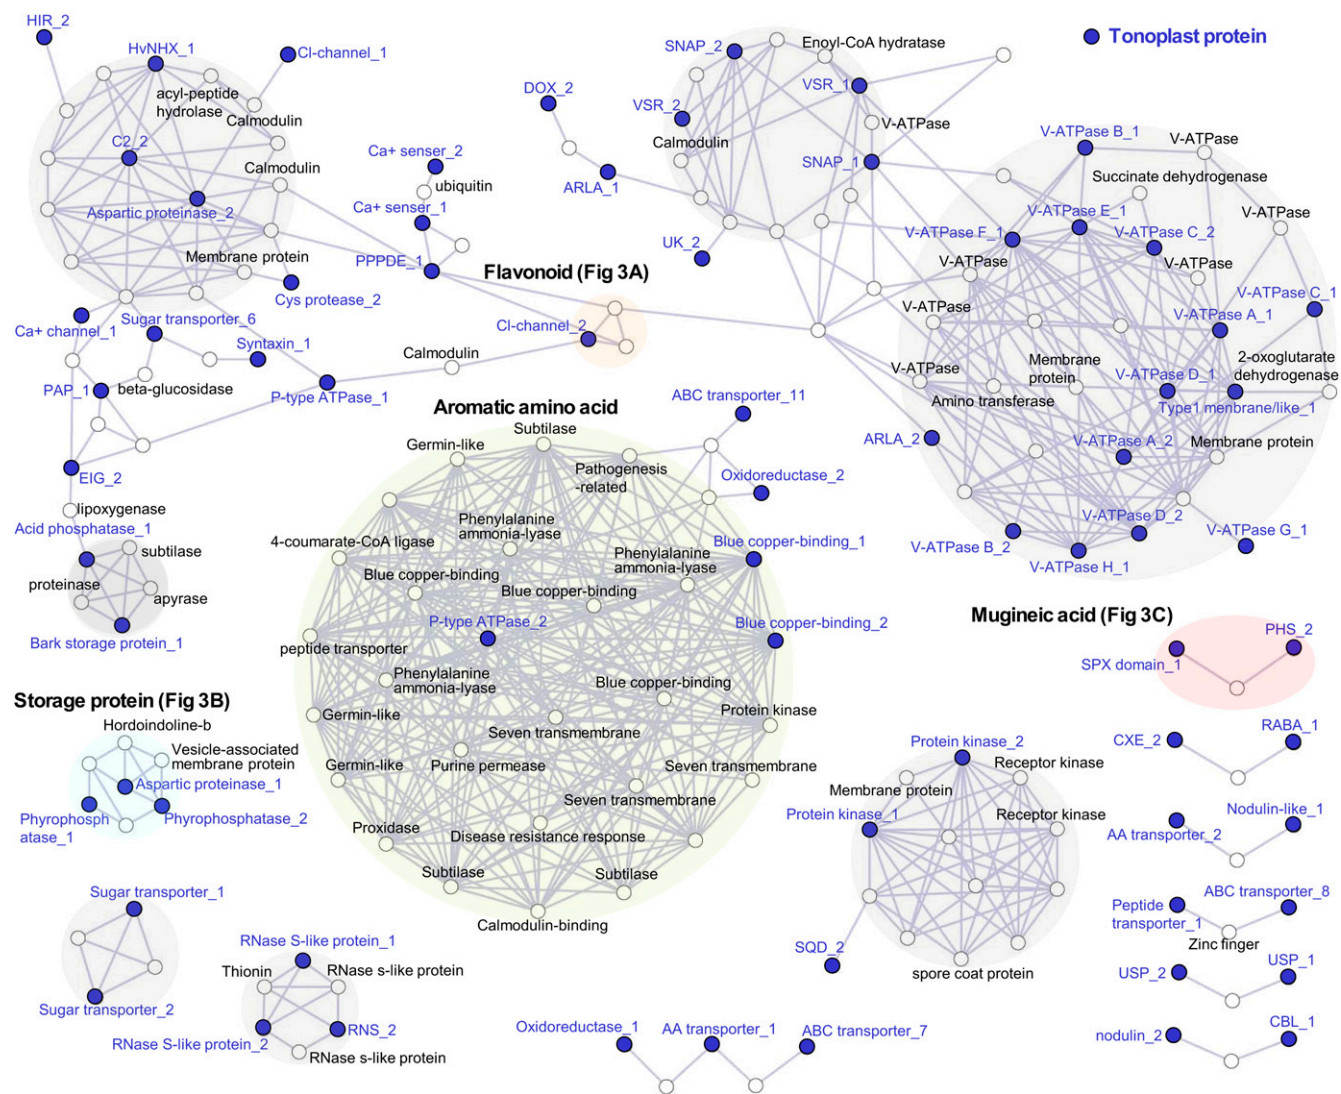 HIR_2
HvNHX_1
Cl-channel_1
acyl-peptide
hydrolase
Calmodulin
C2_2
Calmodulin
Aspartic proteinase_2
Membrane protein
Cys protease_2
Ca+ channel_1
Sugar transporter_6
Syntaxin_1
beta-glucosidase
PAP_1
P-type ATPase_1
EIG_2
lipoxygenase
Acid phosphatase_1
subtilase
proteinase
apyrase
Bark storage protein_1
DOX_2
Ca+ senser_2
ubiquitin
Ca+ senser_1
PPPDE_1
ARLA_1
Flavonoid (Fig 3A)
Cl-channel_2
Calmodulin
SNAP_2
Enoyl-CoA hydratase
VSR_1
VSR_2
V-ATPase
Calmodulin
SNAP_1
UK_2
Tonoplast protein
V-ATPase B_1
V-ATPase
Succinate dehydrogenase
V-ATPase E_1
V-ATPase
V-ATPase F_1
V-ATPase C_2
V-ATPase
V-ATPase
V-ATPase C_1
V-ATPase
V-ATPase A_1
V-ATPase
Membrane
protein
2-oxoglutarate
dehydrogenase
V-ATPase D_1
Amino transferase
Type1 menbrane/like_1
ARLA_2
V-ATPase A_2
Membrane protein
V-ATPase D_2
V-ATPase B_2
V-ATPase G_1
V-ATPase H_1
Aromatic amino acid
ABC transporter_11
Subtilase
Germin-like
Pathogenesis
-related
Oxidoreductase_2
Phenylalanine
ammonia-lyase
4-coumarate-CoA ligase
Blue copper-binding_1
Phenylalanine
ammonia-lyase
Blue copper-binding
Blue copper-binding
P-type ATPase_2
Blue copper-binding_2
peptide transporter
Phenylalanine
ammonia-lyase
Blue copper-binding
Germin-like
Protein kinase
Seven transmembrane
Germin-like
Purine permease
Seven transmembrane
Seven transmembrane
Proxidase
Disease resistance response
Subtilase
Subtilase
Calmodulin-binding
Mugineic acid (Fig 3C)
PHS_2
SPX domain_1
Storage protein (Fig 3B)
Hordoindoline-b
Vesicle-associated
membrane protein
Aspartic proteinase_1
Phyrophosph
atase_1
Phyrophosphatase_2
Protein kinase_2
Receptor kinase
Membrane protein
Protein kinase_1
Receptor kinase
SQD_2
spore coat protein
CXE_2
RABA_1
Nodulin-like_1
AA transporter_2
Peptide
transporter_1
ABC transporter_8
Zinc finger
USP_2
USP_1
nodulin_2
CBL_1
Sugar transporter_1
Sugar transporter_2
RNase S-like protein_1
Thionin
RNase s-like protein
RNase S-like protein_2
RNS_2
RNase s-like protein
Oxidoreductase_1
AA transporter_1
ABC transporter_7